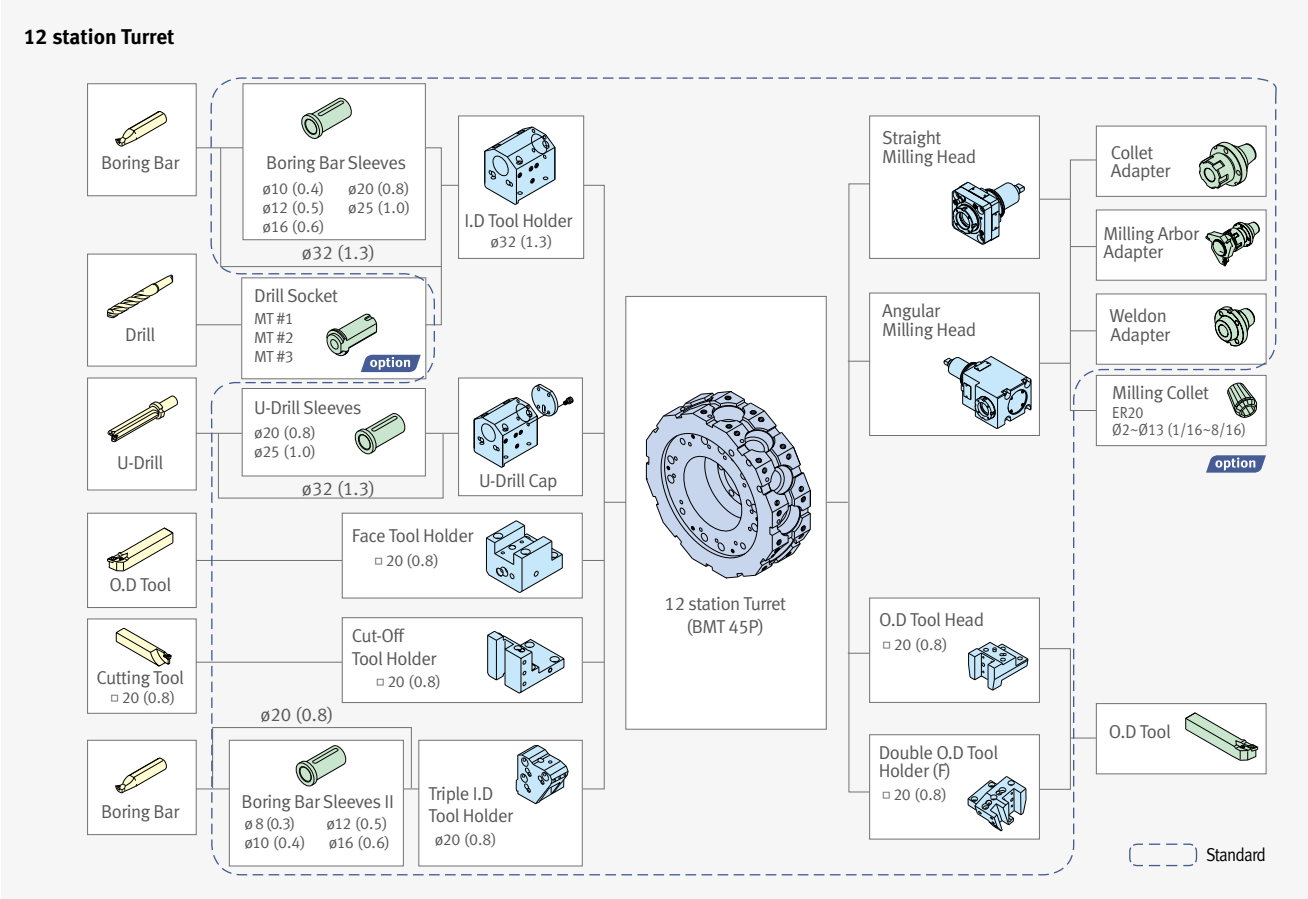 12 station Turret
Boring Bar
Boring Bar Sleeves
ø10 (0.4) ø20 (0.8)
ø12 (0.5) ø25 (1.0)
ø16 (0.6)
ø32 (1.3)
I.D Tool Holder
ø32 (1.3)
Drill
Drill Socket
MT #1
MT #2
MT #3
option
U-Drill
U-Drill Sleeves
ø20 (0.8)
ø25 (1.0)
ø32 (1.3)
U-Drill Cap
O.D Tool
Face Tool Holder
□ 20 (0.8)
Cutting Tool
□ 20 (0.8)
Cut-Off
Tool Holder
□ 20 (0.8)
ø20 (0.8)
Boring Bar
Boring Bar Sleeves II
ø 8 (0.3) ø12 (0.5)
ø10 (0.4) ø16 (0.6)
Triple I.D
Tool Holder
ø20 (0.8)
12 station Turret
(BMT 45P)
Straight
Milling Head
Angular
Milling Head
Collet
Adapter
Milling Arbor
Adapter
Weldon
Adapter
Milling Collet
ER20
Ø2~Ø13 (1/16~8/16)
option
O.D Tool Head
□ 20 (0.8)
Double O.D Tool
Holder (F)
□ 20 (0.8)
O.D Tool
Standard